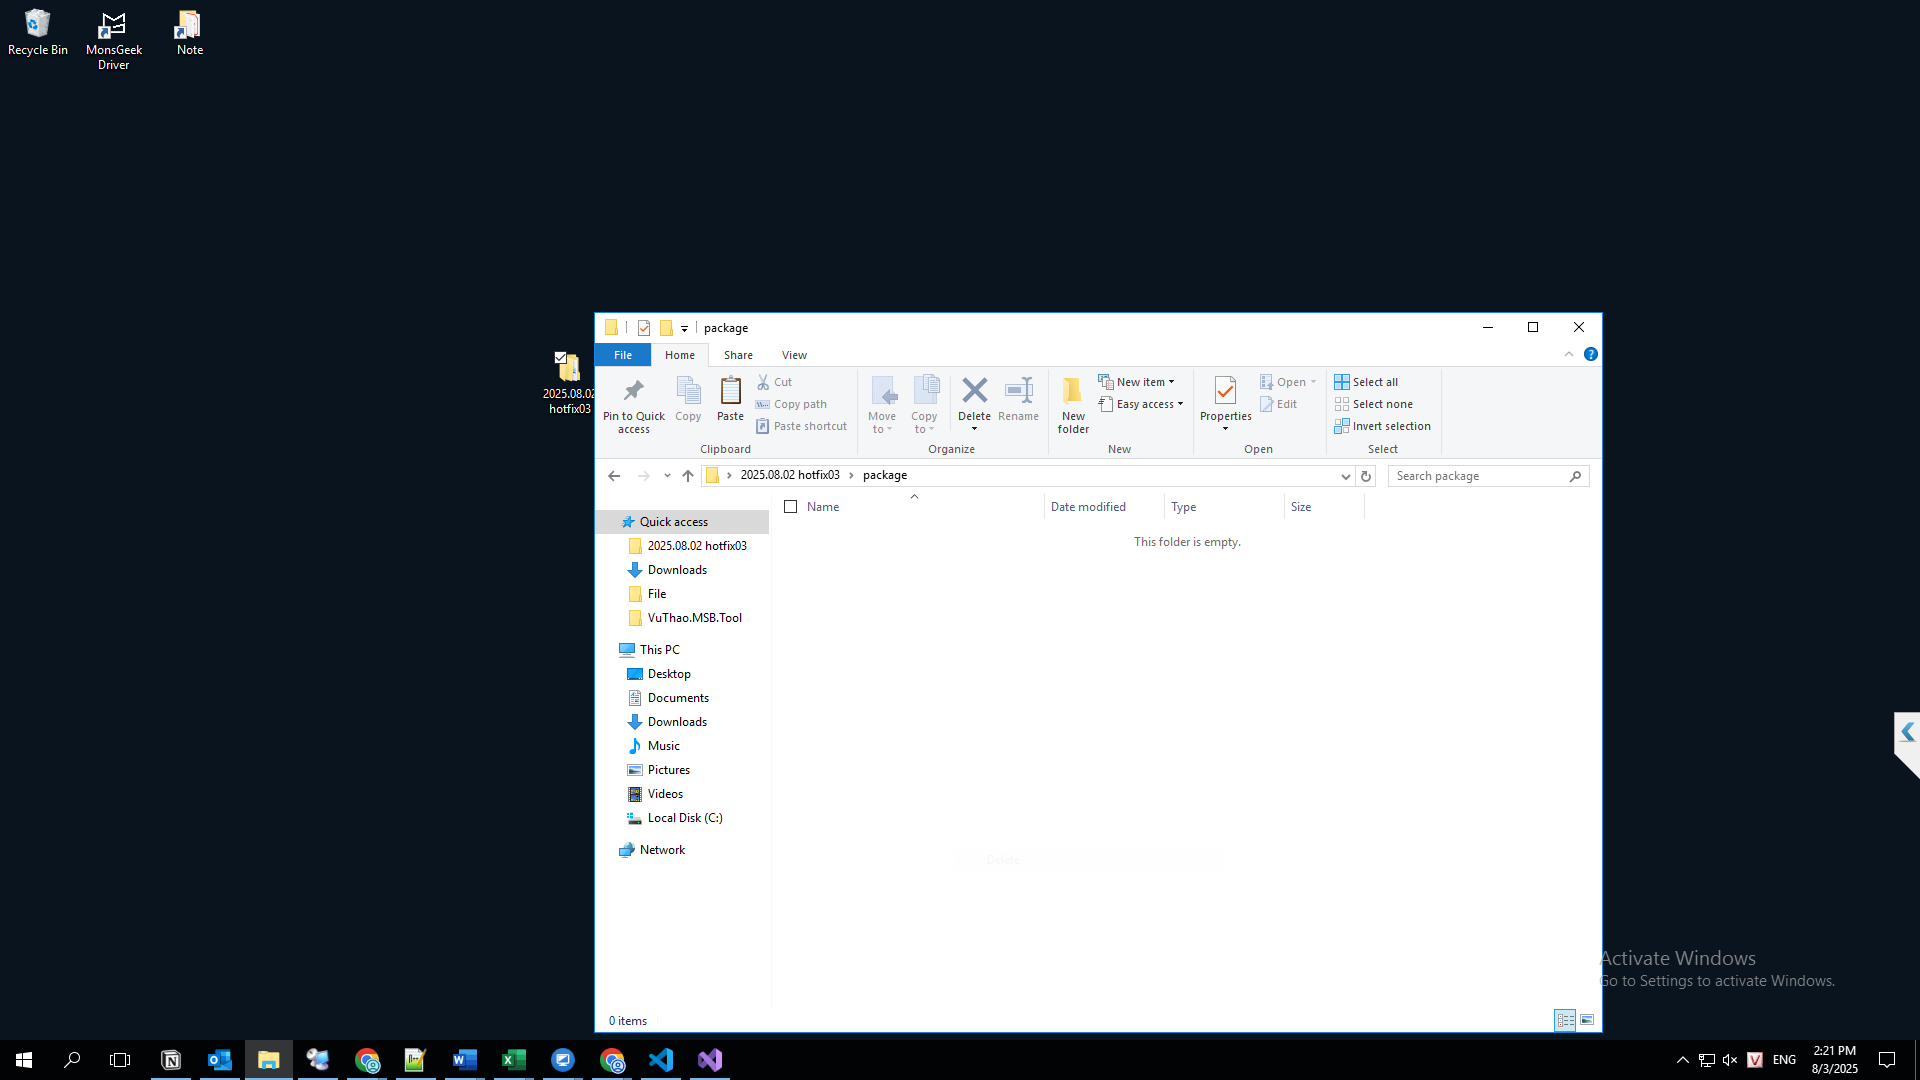 Recycle Bin
MonsGeek
Driver
Note
2025.08.02
hotfix03
package
File
Home
Share
View
Pin to Quick
access
Copy
Paste
Cut
Copy path
Paste shortcut
Clipboard
Move
to
Copy
to
Delete
Rename
Organize
New
folder
New item
Easy access
New
Properties
Open
Edit
Open
Select all
Select none
Invert selection
Select
2025.08.02 hotfix03
package
Search package
Name
Date modified
Type
Size
This folder is empty.
Quick access
2025.08.02 hotfix03
Downloads
File
VuThao.MSB.Tool
This PC
Desktop
Documents
Downloads
Music
Pictures
Videos
Local Disk (C:)
Network
Delete
0 items
Activate Windows
Go to Settings to activate Windows.
ENG
2:21 PM
8/3/2025